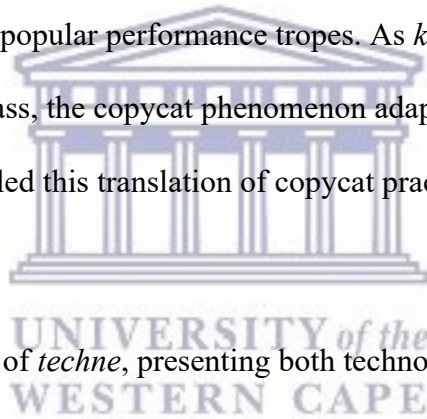 popular performance tropes. As k
ass, the copycat phenomenon adap
led this translation of copycat prac
UNIVERSITY of the
of techne, presenting both techno
WESTERN CAPE